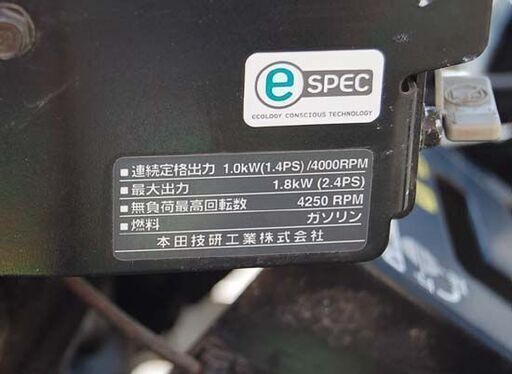 e SPEC
ECOLOGY CONSCIOUS TECHNOLOGY
■連続定格出力 1.0kW(1.4PS)/4000RPM
■最大出力 1.8kW (2.4PS)
■無負荷最高回転数 4250 RPM
■燃料 ガソリン
本田技研工業株式会社